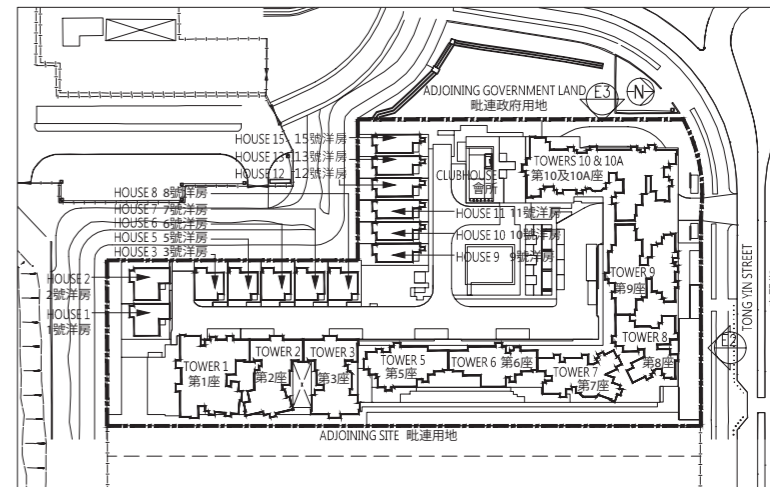 ADJOINING GOVERNMENT LAND
毗連政府用地
E3
N
HOUSE 15 15號洋房
HOUSE 13 13號洋房
HOUSE 12 12號洋房
CLUBHOUSE
會所
TOWERS 10 & 10A
第10及10A座
HOUSE 8 8號洋房
HOUSE 7 7號洋房
HOUSE 6 6號洋房
HOUSE 5 5號洋房
HOUSE 3 3號洋房
HOUSE 11 11號洋房
HOUSE 10 10號洋房
HOUSE 9 9號洋房
HOUSE 2
2號洋房
HOUSE 1
1號洋房
TOWER 9
第9座
TONG YIN STREET
TOWER 1
第1座
TOWER 2
第2座
TOWER 3
第3座
TOWER 5
第5座
TOWER 6 第6座
TOWER 7
第7座
TOWER 8
第8座
E2
ADJOINING SITE 毗連用地